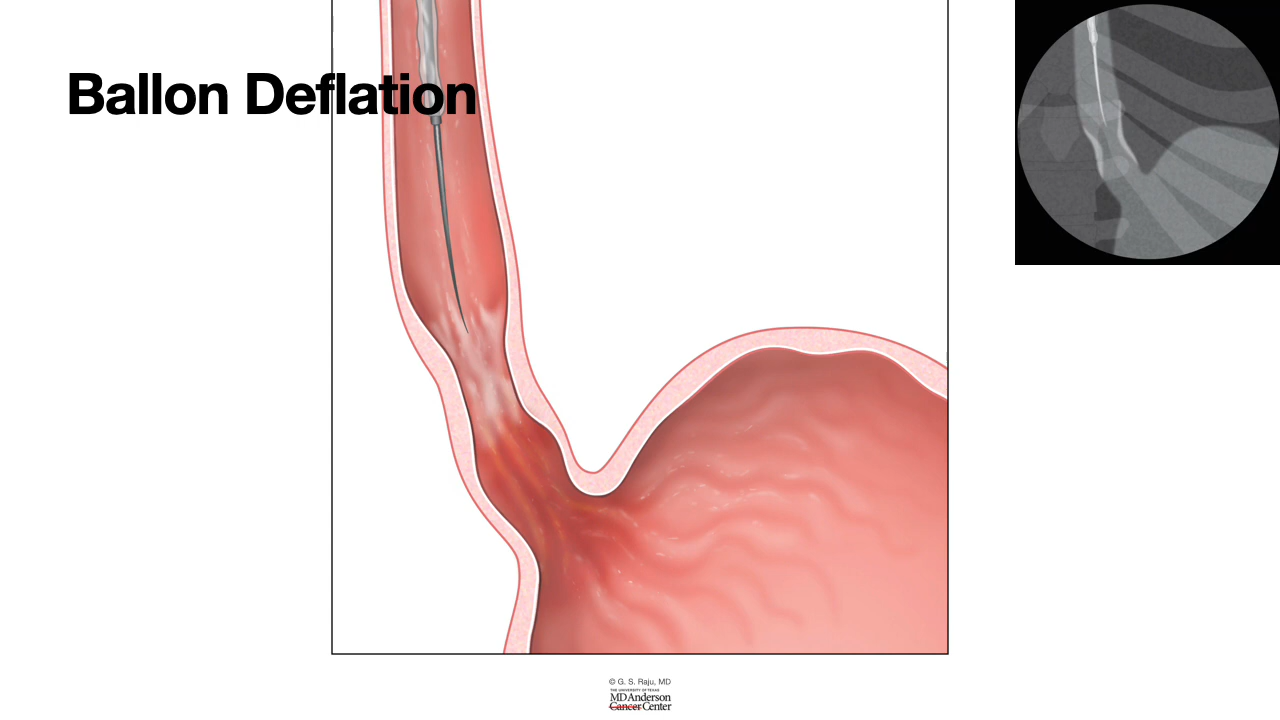 Ballon Deflation
© G. S. Raju, MD
THE UNIVERSITY OF TEXAS
MD Anderson
Cancer Center